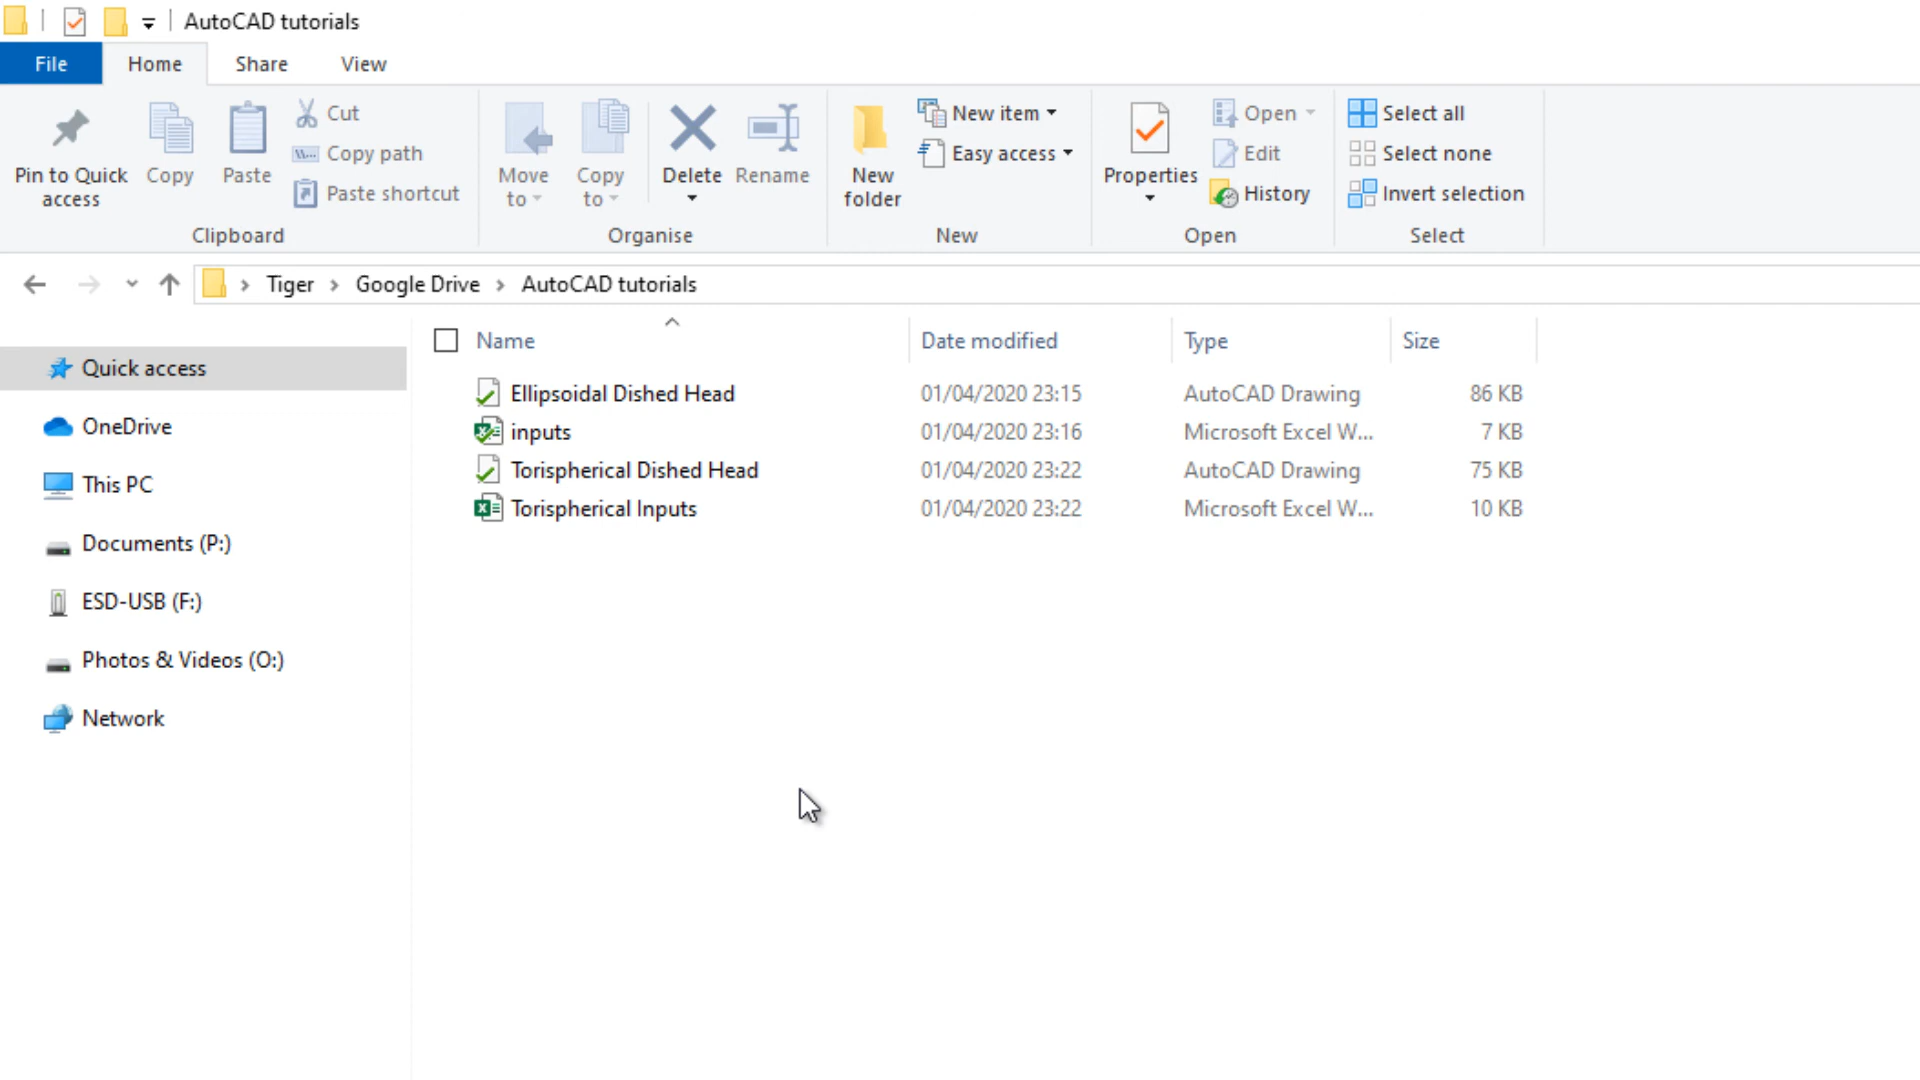 AutoCAD tutorials
File Home Share View
Pin to Quick access
Copy
Paste
Cut
Copy path
Paste shortcut
Clipboard
Move to
Copy to
Delete
Rename
Organise
New folder
New item
Easy access
New
Properties
Open
Edit
History
Open
Select all
Select none
Invert selection
Select
Tiger > Google Drive > AutoCAD tutorials
Name Date modified Type Size
Quick access
OneDrive
This PC
Documents (P:)
ESD-USB (F:)
Photos & Videos (O:)
Network
Ellipsoidal Dished Head 01/04/2020 23:15 AutoCAD Drawing 86 KB
inputs 01/04/2020 23:16 Microsoft Excel W... 7 KB
Torispherical Dished Head 01/04/2020 23:22 AutoCAD Drawing 75 KB
Torispherical Inputs 01/04/2020 23:22 Microsoft Excel W... 10 KB